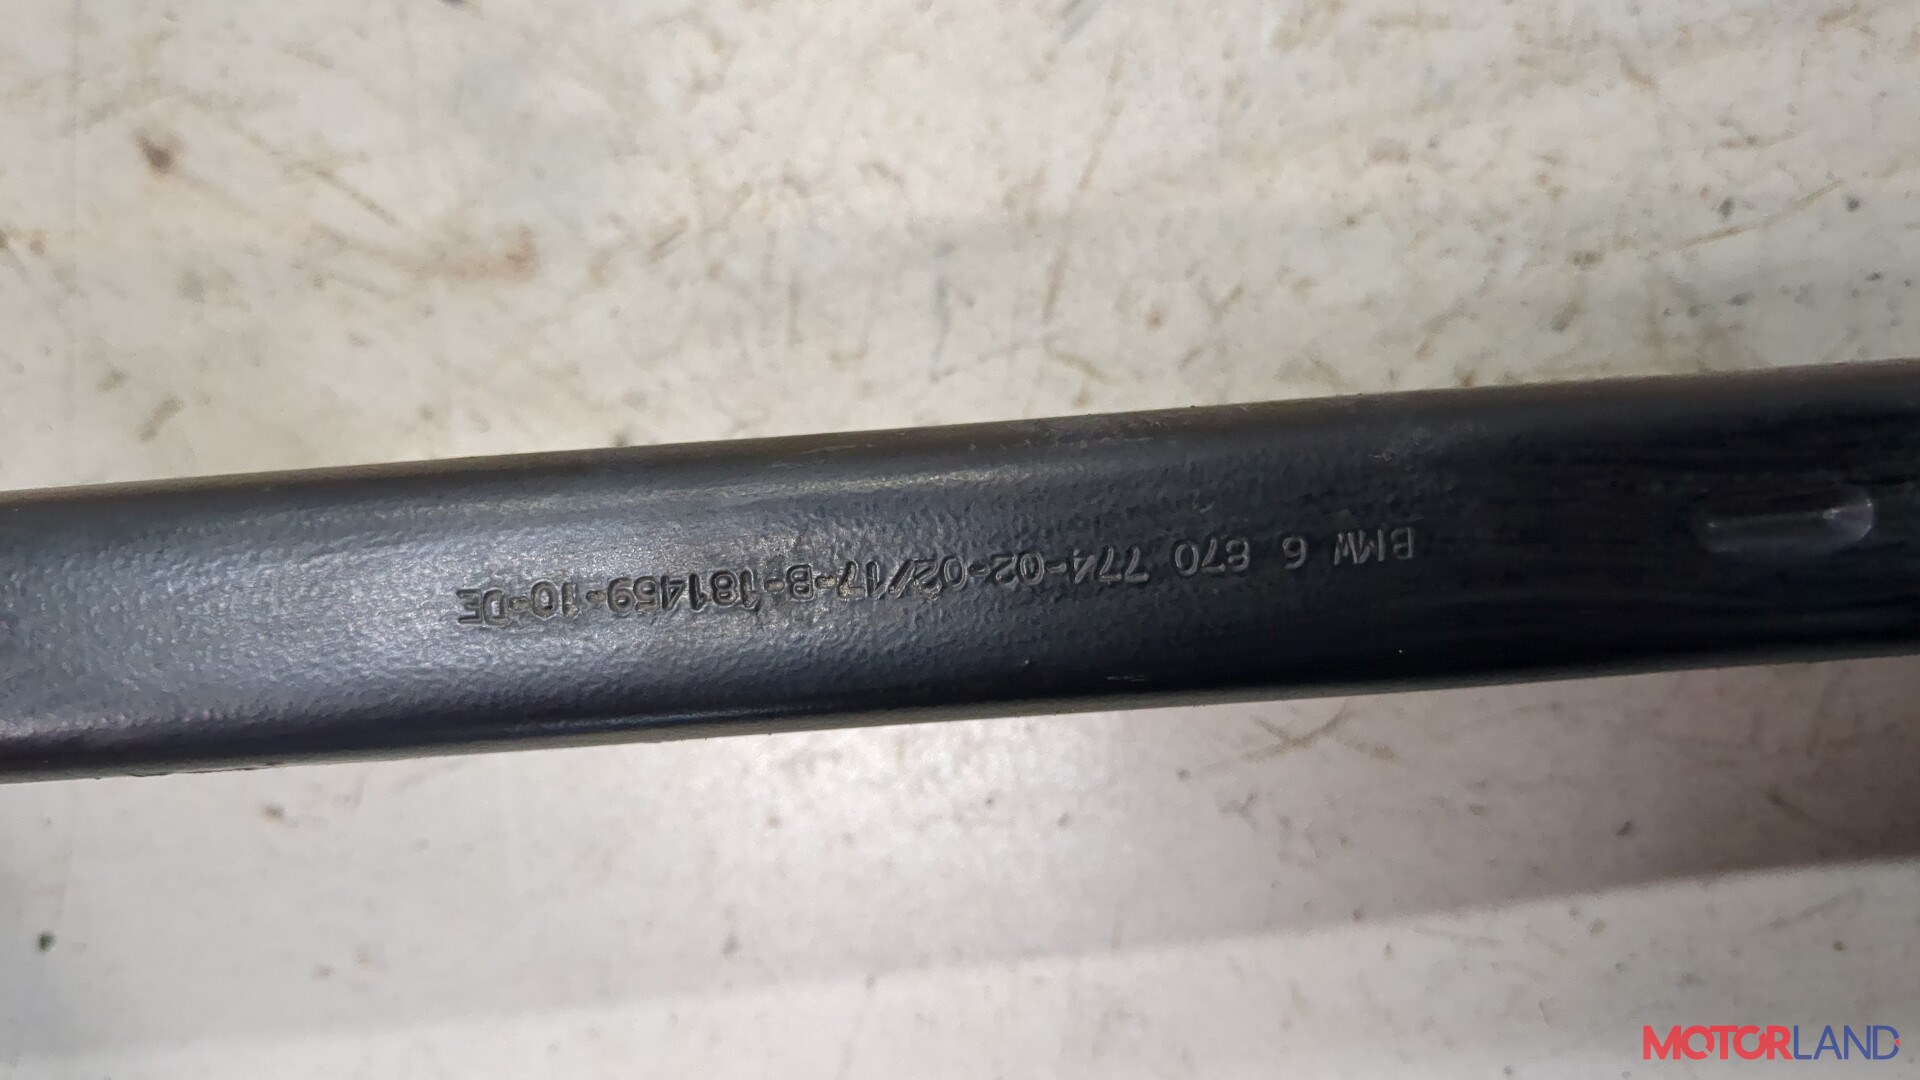 BMW 6 870 774-02-02/17-B-181459-10-DE
MOTORLAND